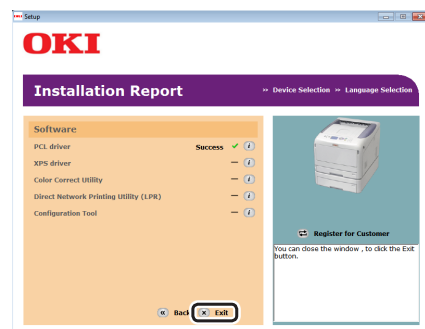 OKI Setup
OKI
Installation Report
» Device Selection » Language Selection
Software
PCL driver Success
XPS driver
Color Correct Utility
Direct Network Printing Utility (LPR)
Configuration Tool
Register for Customer
You can close the window , to click the Exit
button.
Back Exit